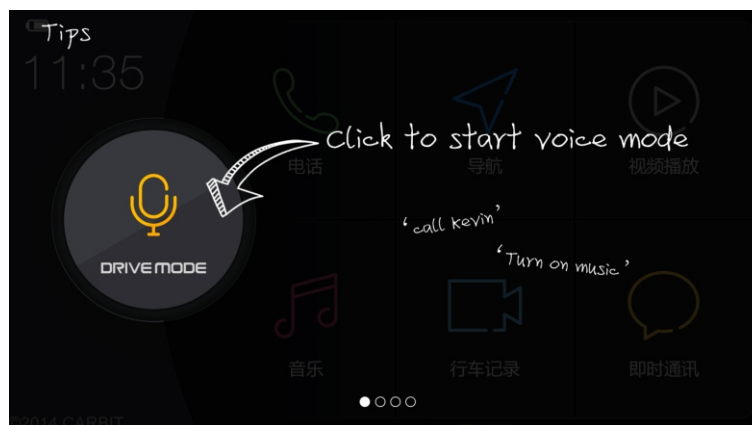 Tips
11:35
Click to start voice mode
电话
导航
视频播放
'call kevin'
'Turn on music'
DRIVE MODE
音乐
行车记录
即时通讯
©2014 CARBIT